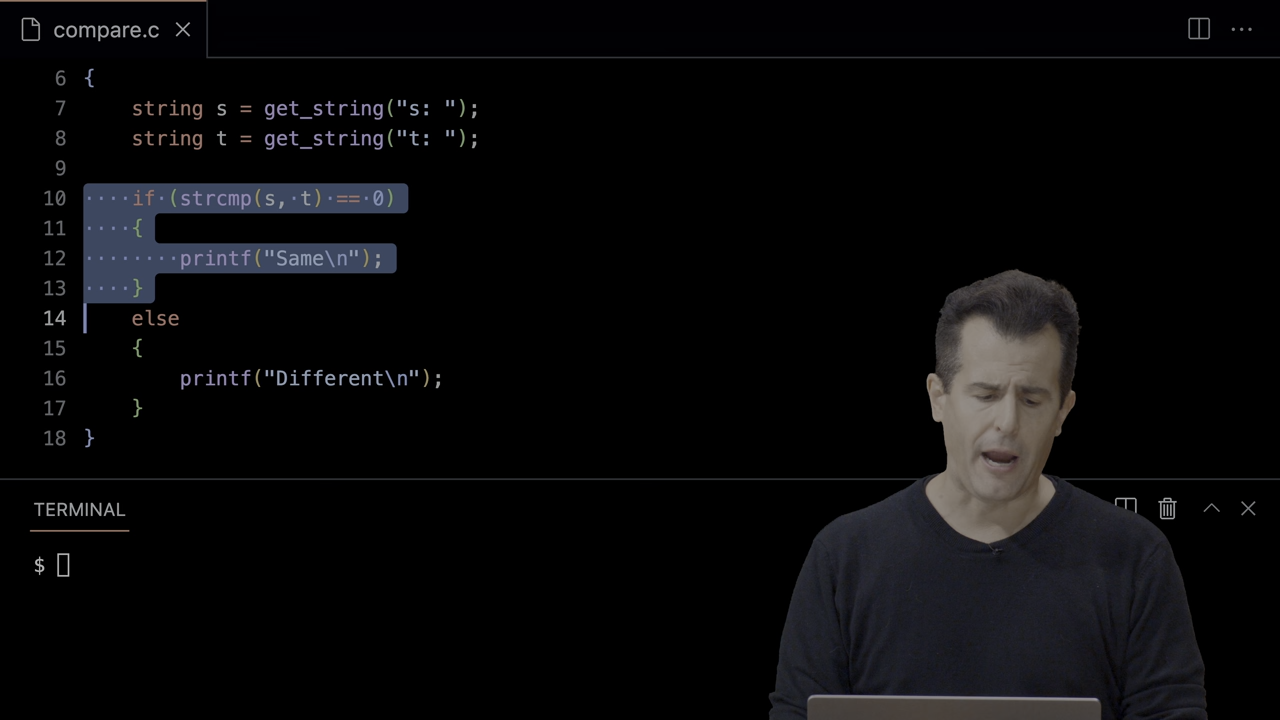 compare.c
6 {
7 string s = get_string("s: ");
8 string t = get_string("t: ");
9
10 if (strcmp(s, t) == 0)
11 {
12 printf("Same\n");
13 }
14 else
15 {
16 printf("Different\n");
17 }
18 }
TERMINAL
$